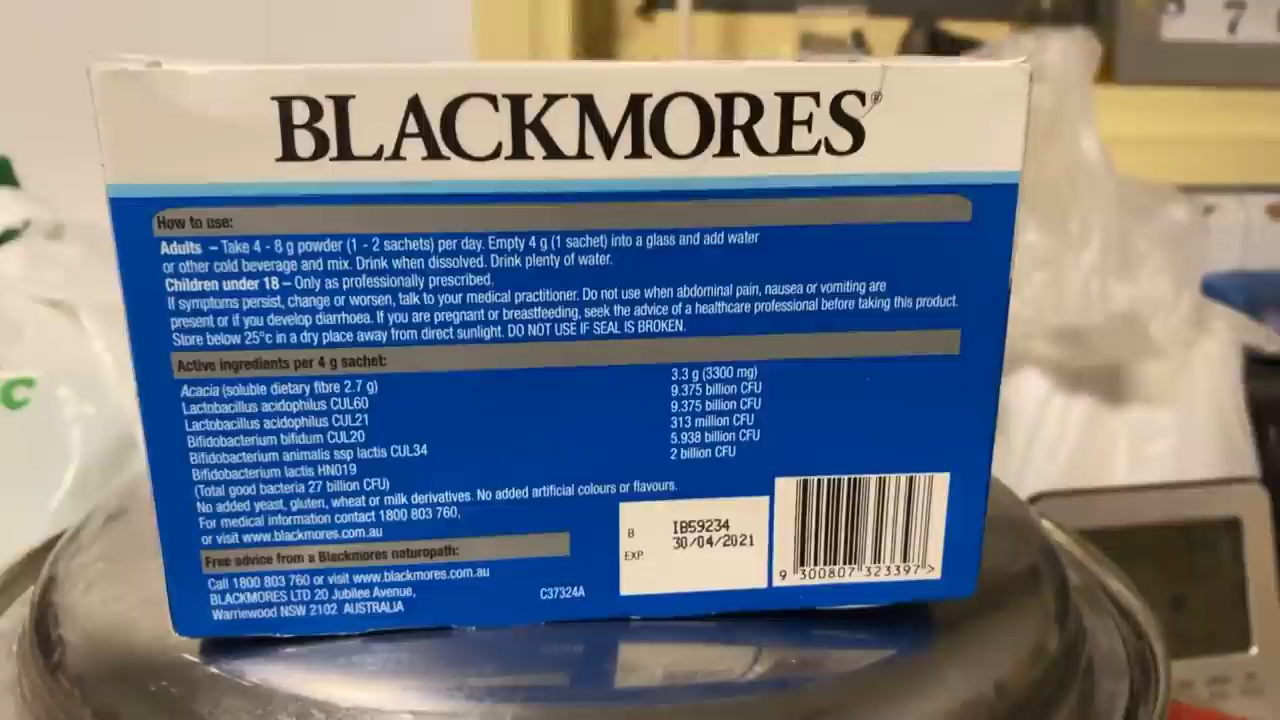 BLACKMORES®
How to use:
Adults – Take 4 - 8 g powder (1 - 2 sachets) per day. Empty 4 g (1 sachet) into a glass and add water
or other cold beverage and mix. Drink when dissolved. Drink plenty of water.
Children under 18 – Only as professionally prescribed.
If symptoms persist, change or worsen, talk to your medical practitioner. Do not use when abdominal pain, nausea or vomiting are
present or if you develop diarrhoea. If you are pregnant or breastfeeding, seek the advice of a healthcare professional before taking this product.
Store below 25°c in a dry place away from direct sunlight. DO NOT USE IF SEAL IS BROKEN.
Active ingredients per 4 g sachet:
Acacia (soluble dietary fibre 2.7 g) 3.3 g (3300 mg)
Lactobacillus acidophilus CUL60 9.375 billion CFU
Lactobacillus acidophilus CUL21 9.375 billion CFU
Bifidobacterium bifidum CUL20 313 million CFU
Bifidobacterium animalis ssp lactis CUL34 5.938 billion CFU
Bifidobacterium lactis HN019 2 billion CFU
(Total good bacteria 27 billion CFU)
No added yeast, gluten, wheat or milk derivatives. No added artificial colours or flavours.
For medical information contact 1800 803 760,
or visit www.blackmores.com.au
Free advice from a Blackmores naturopath:
Call 1800 803 760 or visit www.blackmores.com.au
BLACKMORES LTD 20 Jubilee Avenue,
Warriewood NSW 2102 AUSTRALIA
C37324A
B IB59234
EXP 30/04/2021
9 300807 323397 >
C
7